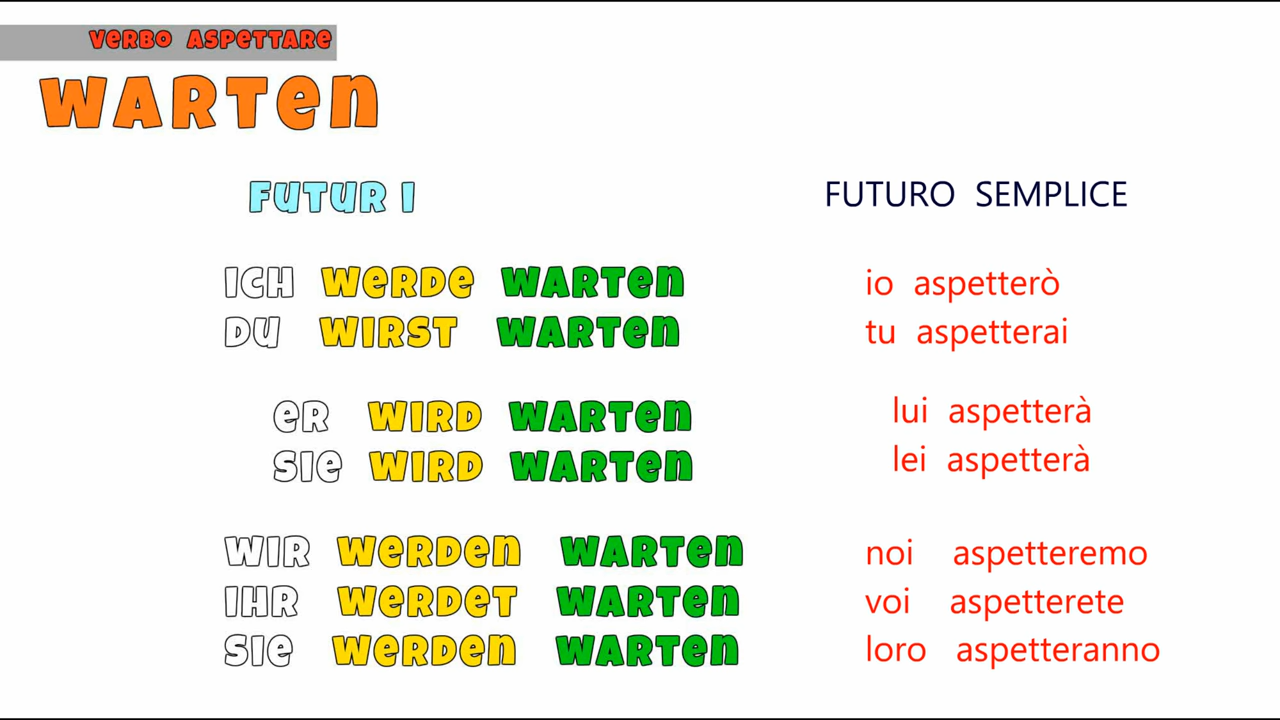 VERBO ASPETTARE
WARTEN
FUTUR I
FUTURO SEMPLICE
ICH WERDE WARTEN
io aspetterò
DU WIRST WARTEN
tu aspetterai
ER WIRD WARTEN
lui aspetterà
SIE WIRD WARTEN
lei aspetterà
WIR WERDEN WARTEN
noi aspetteremo
IHR WERDET WARTEN
voi aspetterete
SIE WERDEN WARTEN
loro aspetteranno